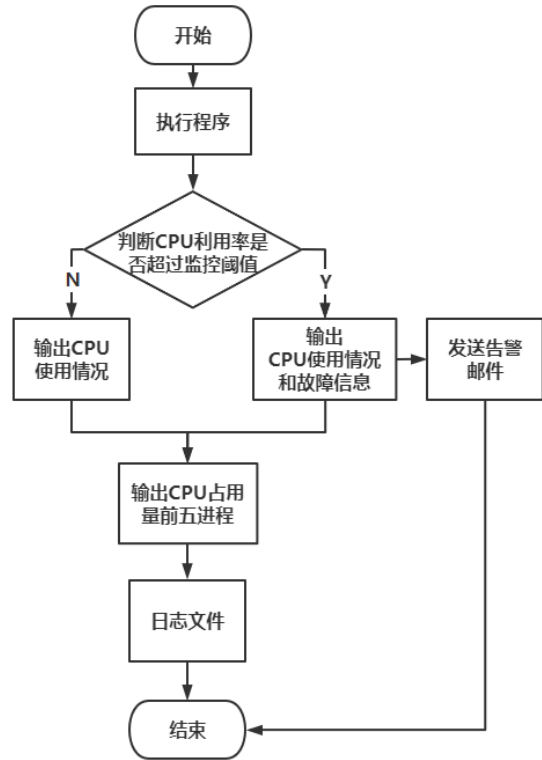 开始
执行程序
判断CPU利用率是
否超过监控阈值
N
Y
输出CPU
使用情况
输出
CPU使用情况
和故障信息
发送告警
邮件
输出CPU占用
量前五进程
日志文件
结束